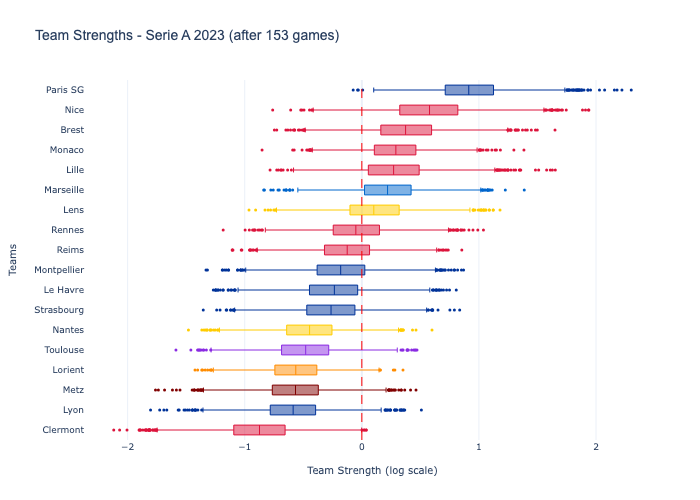 Team Strengths - Serie A 2023 (after 153 games)
Paris SG
Nice
Brest
Monaco
Lille
Marseille
Lens
Rennes
Reims
Montpellier
Le Havre
Strasbourg
Nantes
Toulouse
Lorient
Metz
Lyon
Clermont
Teams
−2 −1 0 1 2
Team Strength (log scale)